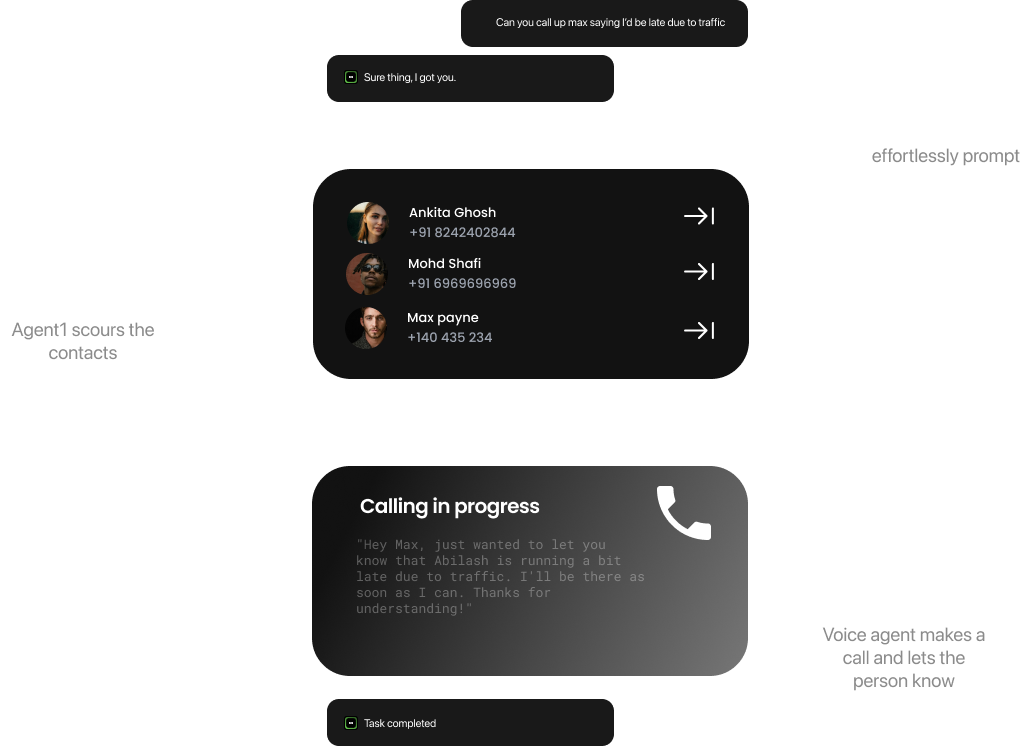 Can you call up max saying I'd be late due to traffic
Sure thing, I got you.
effortlessly prompt
Ankita Ghosh
+91 8242402844
Mohd Shafi
+91 6969696969
Max payne
+140 435 234
Agent1 scours the
contacts
Calling in progress
"Hey Max, just wanted to let you
know that Abilash is running a bit
late due to traffic. I'll be there as
soon as I can. Thanks for
understanding!"
Voice agent makes a
call and lets the
person know
Task completed